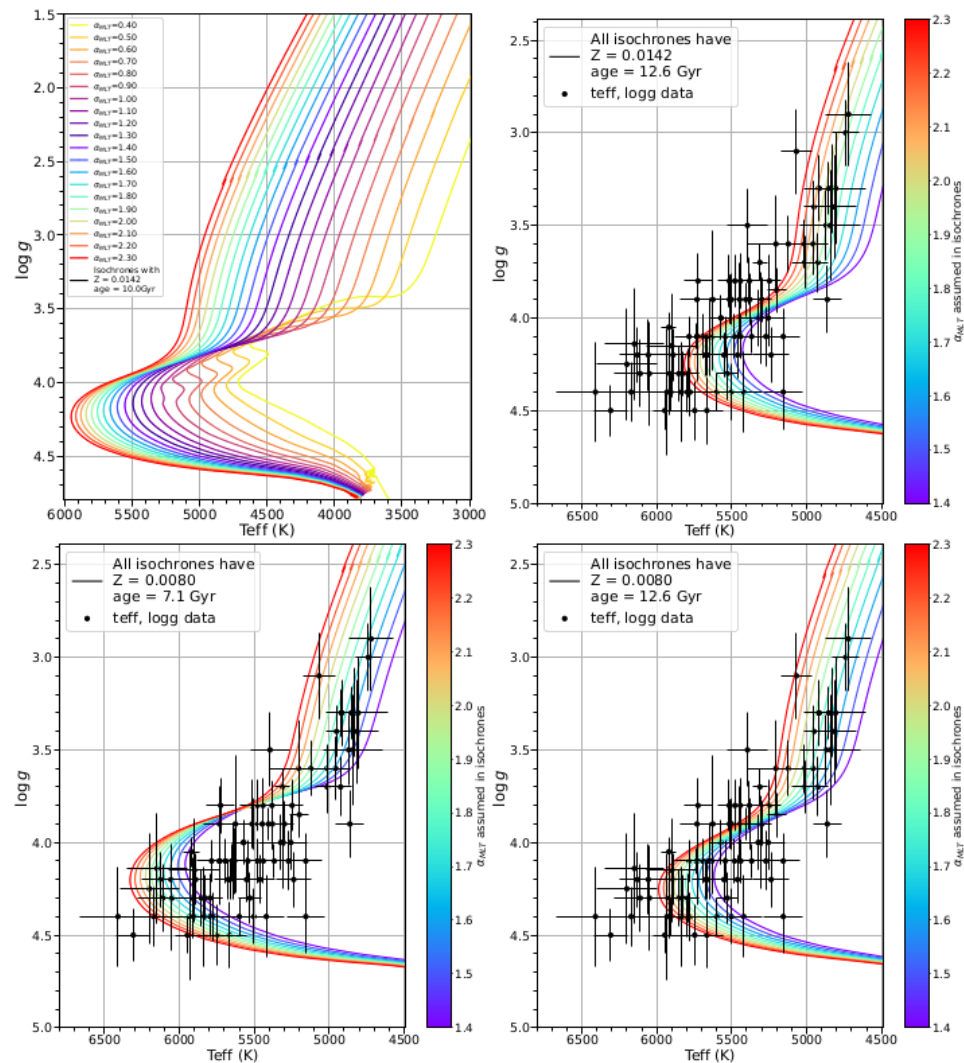 1.5
2.0
2.5
3.0
3.5
4.0
4.5
log g
6000 5500 5000 4500 4000 3500 3000
Teff (K)
α_MLT=0.40
α_MLT=0.50
α_MLT=0.60
α_MLT=0.70
α_MLT=0.80
α_MLT=0.90
α_MLT=1.00
α_MLT=1.10
α_MLT=1.20
α_MLT=1.30
α_MLT=1.40
α_MLT=1.50
α_MLT=1.60
α_MLT=1.70
α_MLT=1.80
α_MLT=1.90
α_MLT=2.00
α_MLT=2.10
α_MLT=2.20
α_MLT=2.30
Isochrones with
Z = 0.0142
age = 10.0Gyr
2.5
3.0
3.5
4.0
4.5
5.0
log g
6500 6000 5500 5000 4500
Teff (K)
All isochrones have
Z = 0.0142
age = 12.6 Gyr
teff, logg data
2.3
2.2
2.1
2.0
1.9
1.8
1.7
1.6
1.5
1.4
α_MLT assumed in isochrones
2.5
3.0
3.5
4.0
4.5
5.0
log g
6500 6000 5500 5000 4500
Teff (K)
All isochrones have
Z = 0.0080
age = 7.1 Gyr
teff, logg data
2.3
2.2
2.1
2.0
1.9
1.8
1.7
1.6
1.5
1.4
α_MLT assumed in isochrones
2.5
3.0
3.5
4.0
4.5
5.0
log g
6500 6000 5500 5000 4500
Teff (K)
All isochrones have
Z = 0.0080
age = 12.6 Gyr
teff, logg data
2.3
2.2
2.1
2.0
1.9
1.8
1.7
1.6
1.5
1.4
α_MLT assumed in isochrones